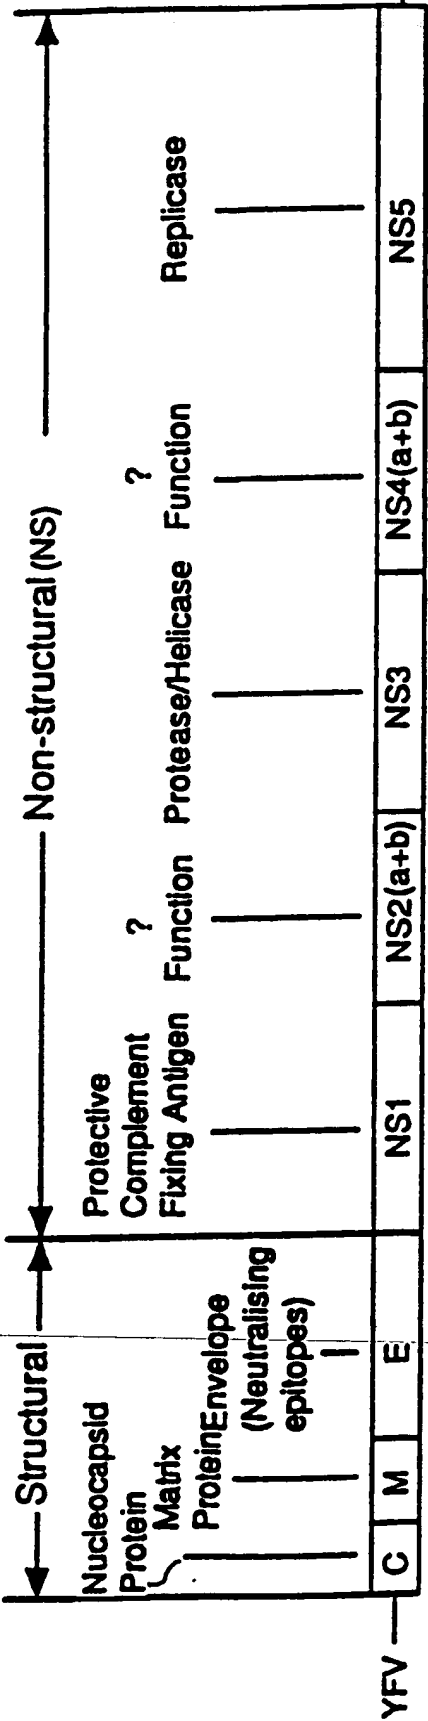 Structural
Non-structural (NS)
Nucleocapsid
Protein
Matrix
Protein
Envelope
(Neutralising
epitopes)
Protective
Complement
Fixing Antigen
?
Function
Protease/Helicase
?
Function
Replicase
YFV
C
M
E
NS1
NS2(a+b)
NS3
NS4(a+b)
NS5